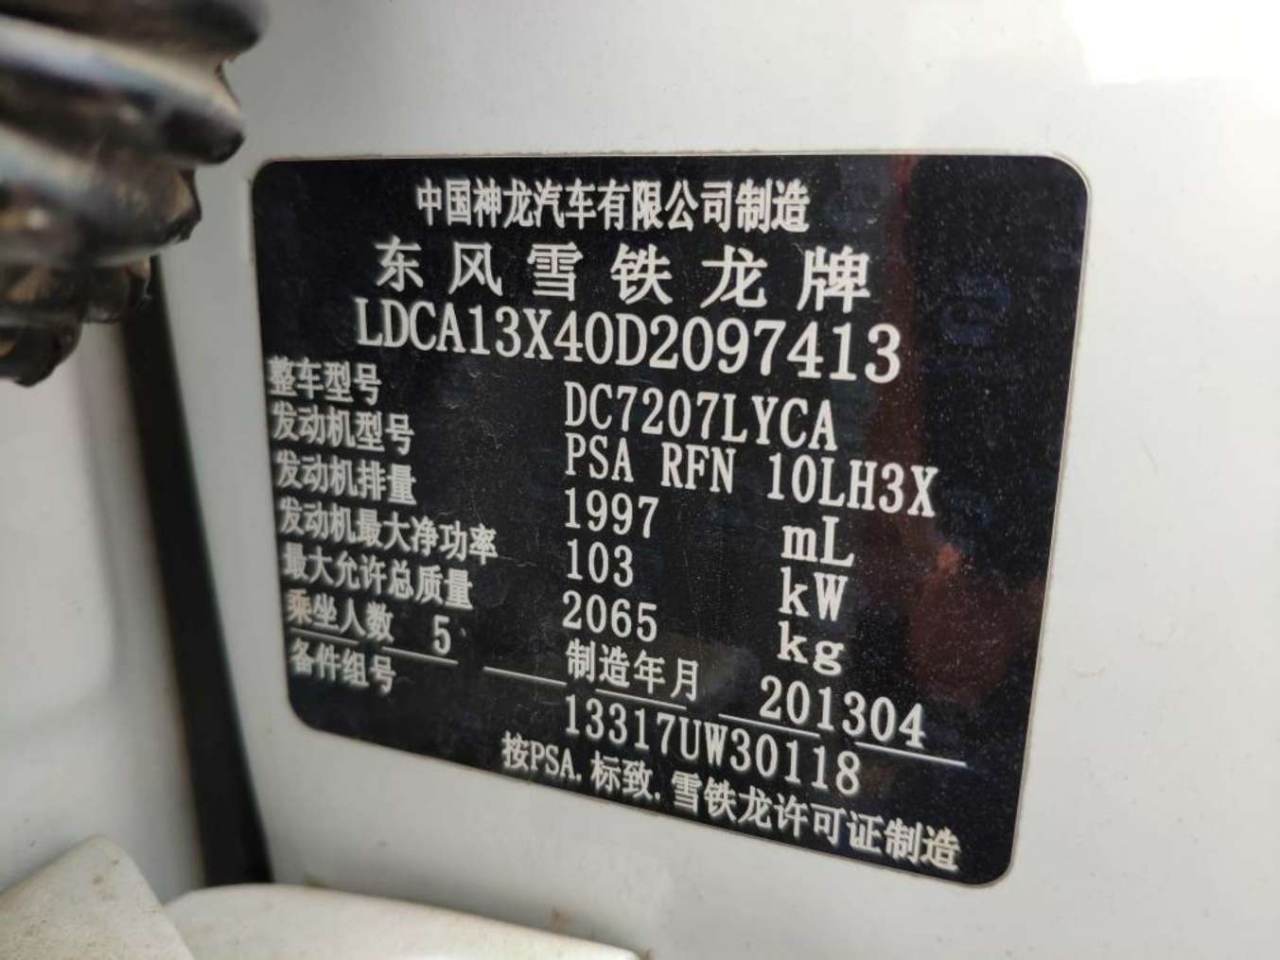 中国神龙汽车有限公司制造
东风雪铁龙牌
LDCA13X40D2097413
整车型号 DC7207LYCA
发动机型号 PSA RFN 10LH3X
发动机排量 1997 mL
发动机最大净功率 103 kW
最大允许总质量 2065 kg
乘坐人数 5 制造年月 201304
备件组号 13317UW30118
按PSA.标致.雪铁龙许可证制造